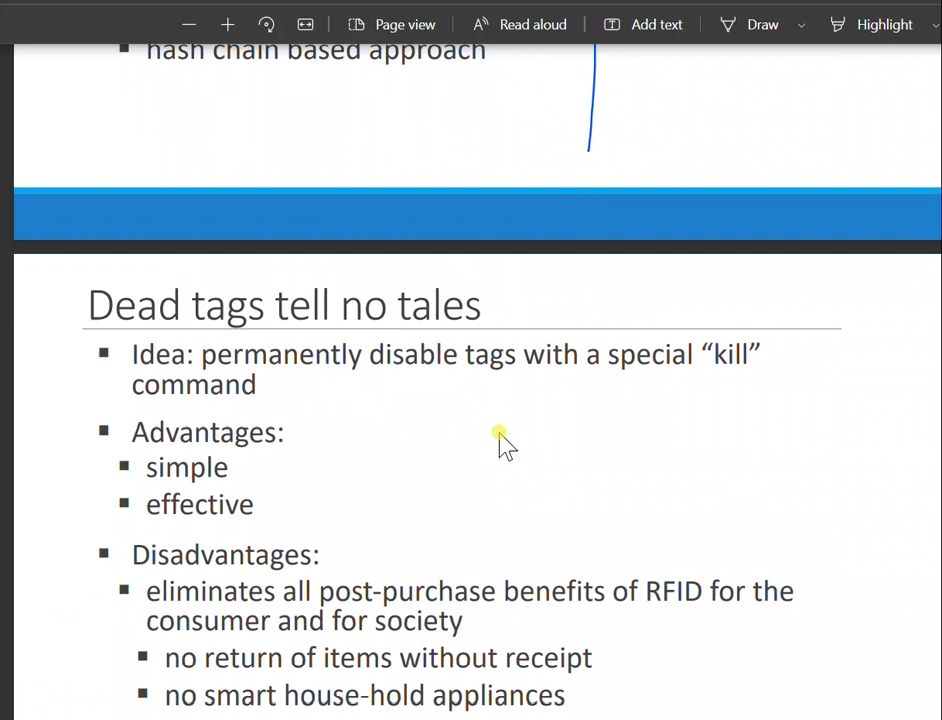 Page view
Read aloud
Add text
Draw
Highlight
hash chain based approach
Dead tags tell no tales
Idea: permanently disable tags with a special “kill”
command
Advantages:
simple
effective
Disadvantages:
eliminates all post-purchase benefits of RFID for the
consumer and for society
no return of items without receipt
no smart house-hold appliances